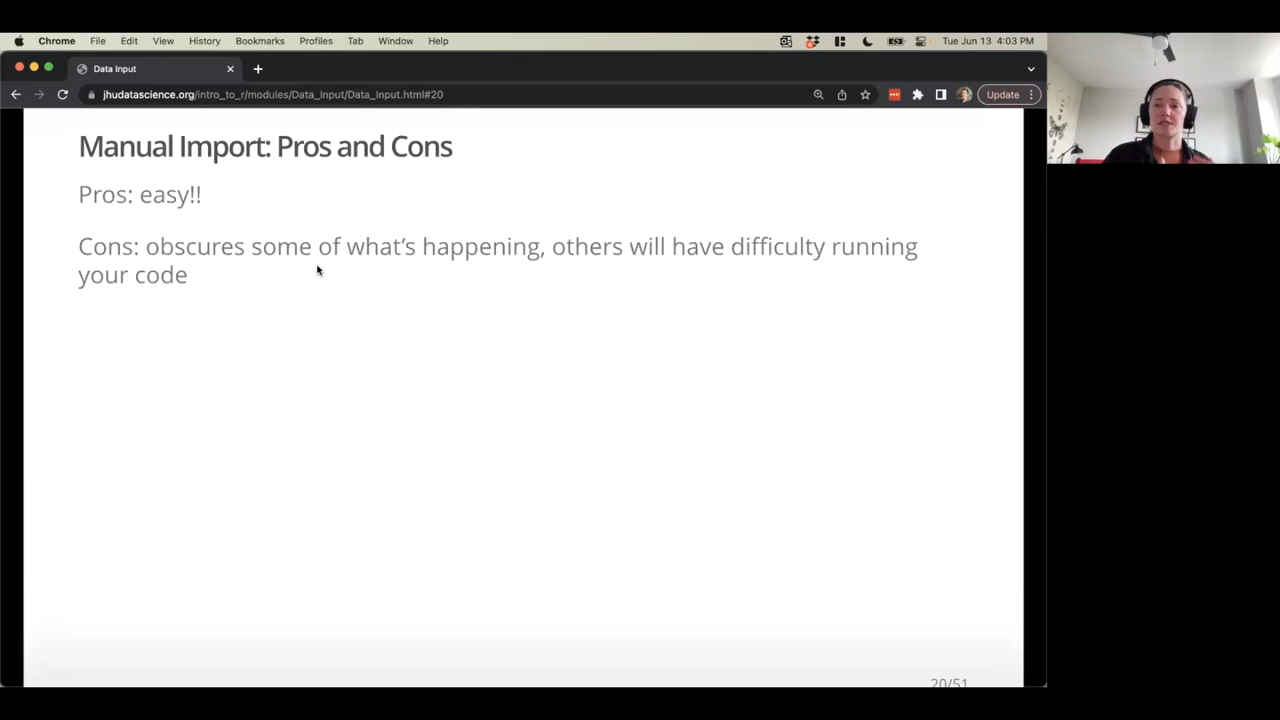 Chrome File Edit View History Bookmarks Profiles Tab Window Help Tue Jun 13 4:03 PM
Data Input
jhudatascience.org/intro_to_r/modules/Data_Input/Data_Input.html#20 Update
Manual Import: Pros and Cons
Pros: easy!!
Cons: obscures some of what’s happening, others will have difficulty running
your code
20/51